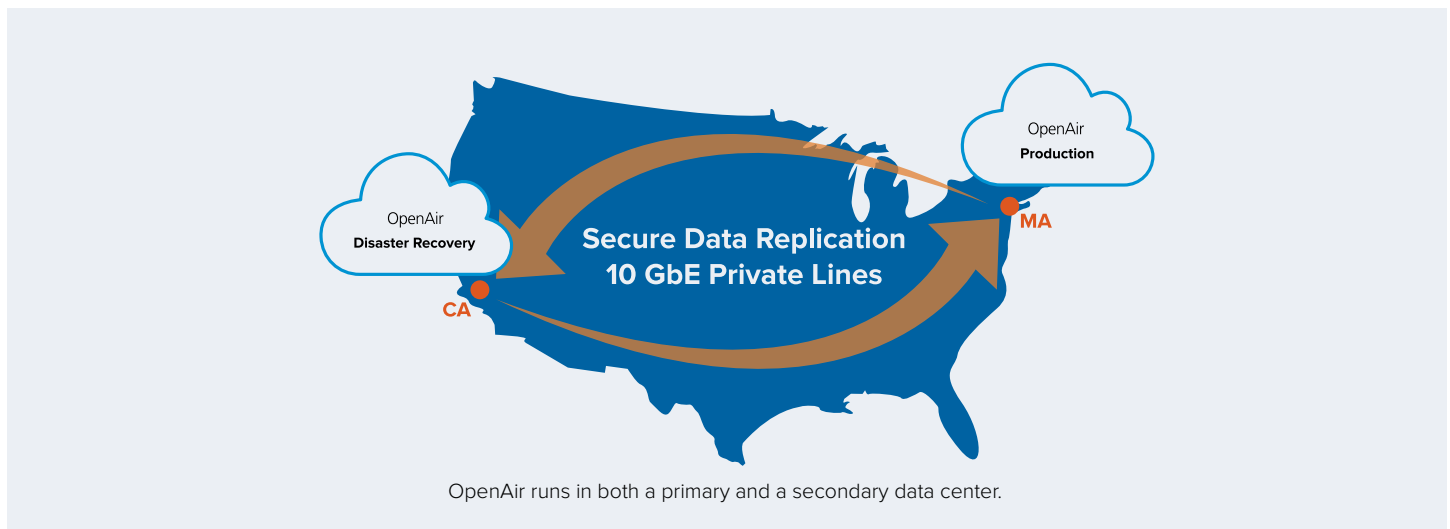 OpenAir
Production
OpenAir
Disaster Recovery
MA
Secure Data Replication
10 GbE Private Lines
CA
OpenAir runs in both a primary and a secondary data center.